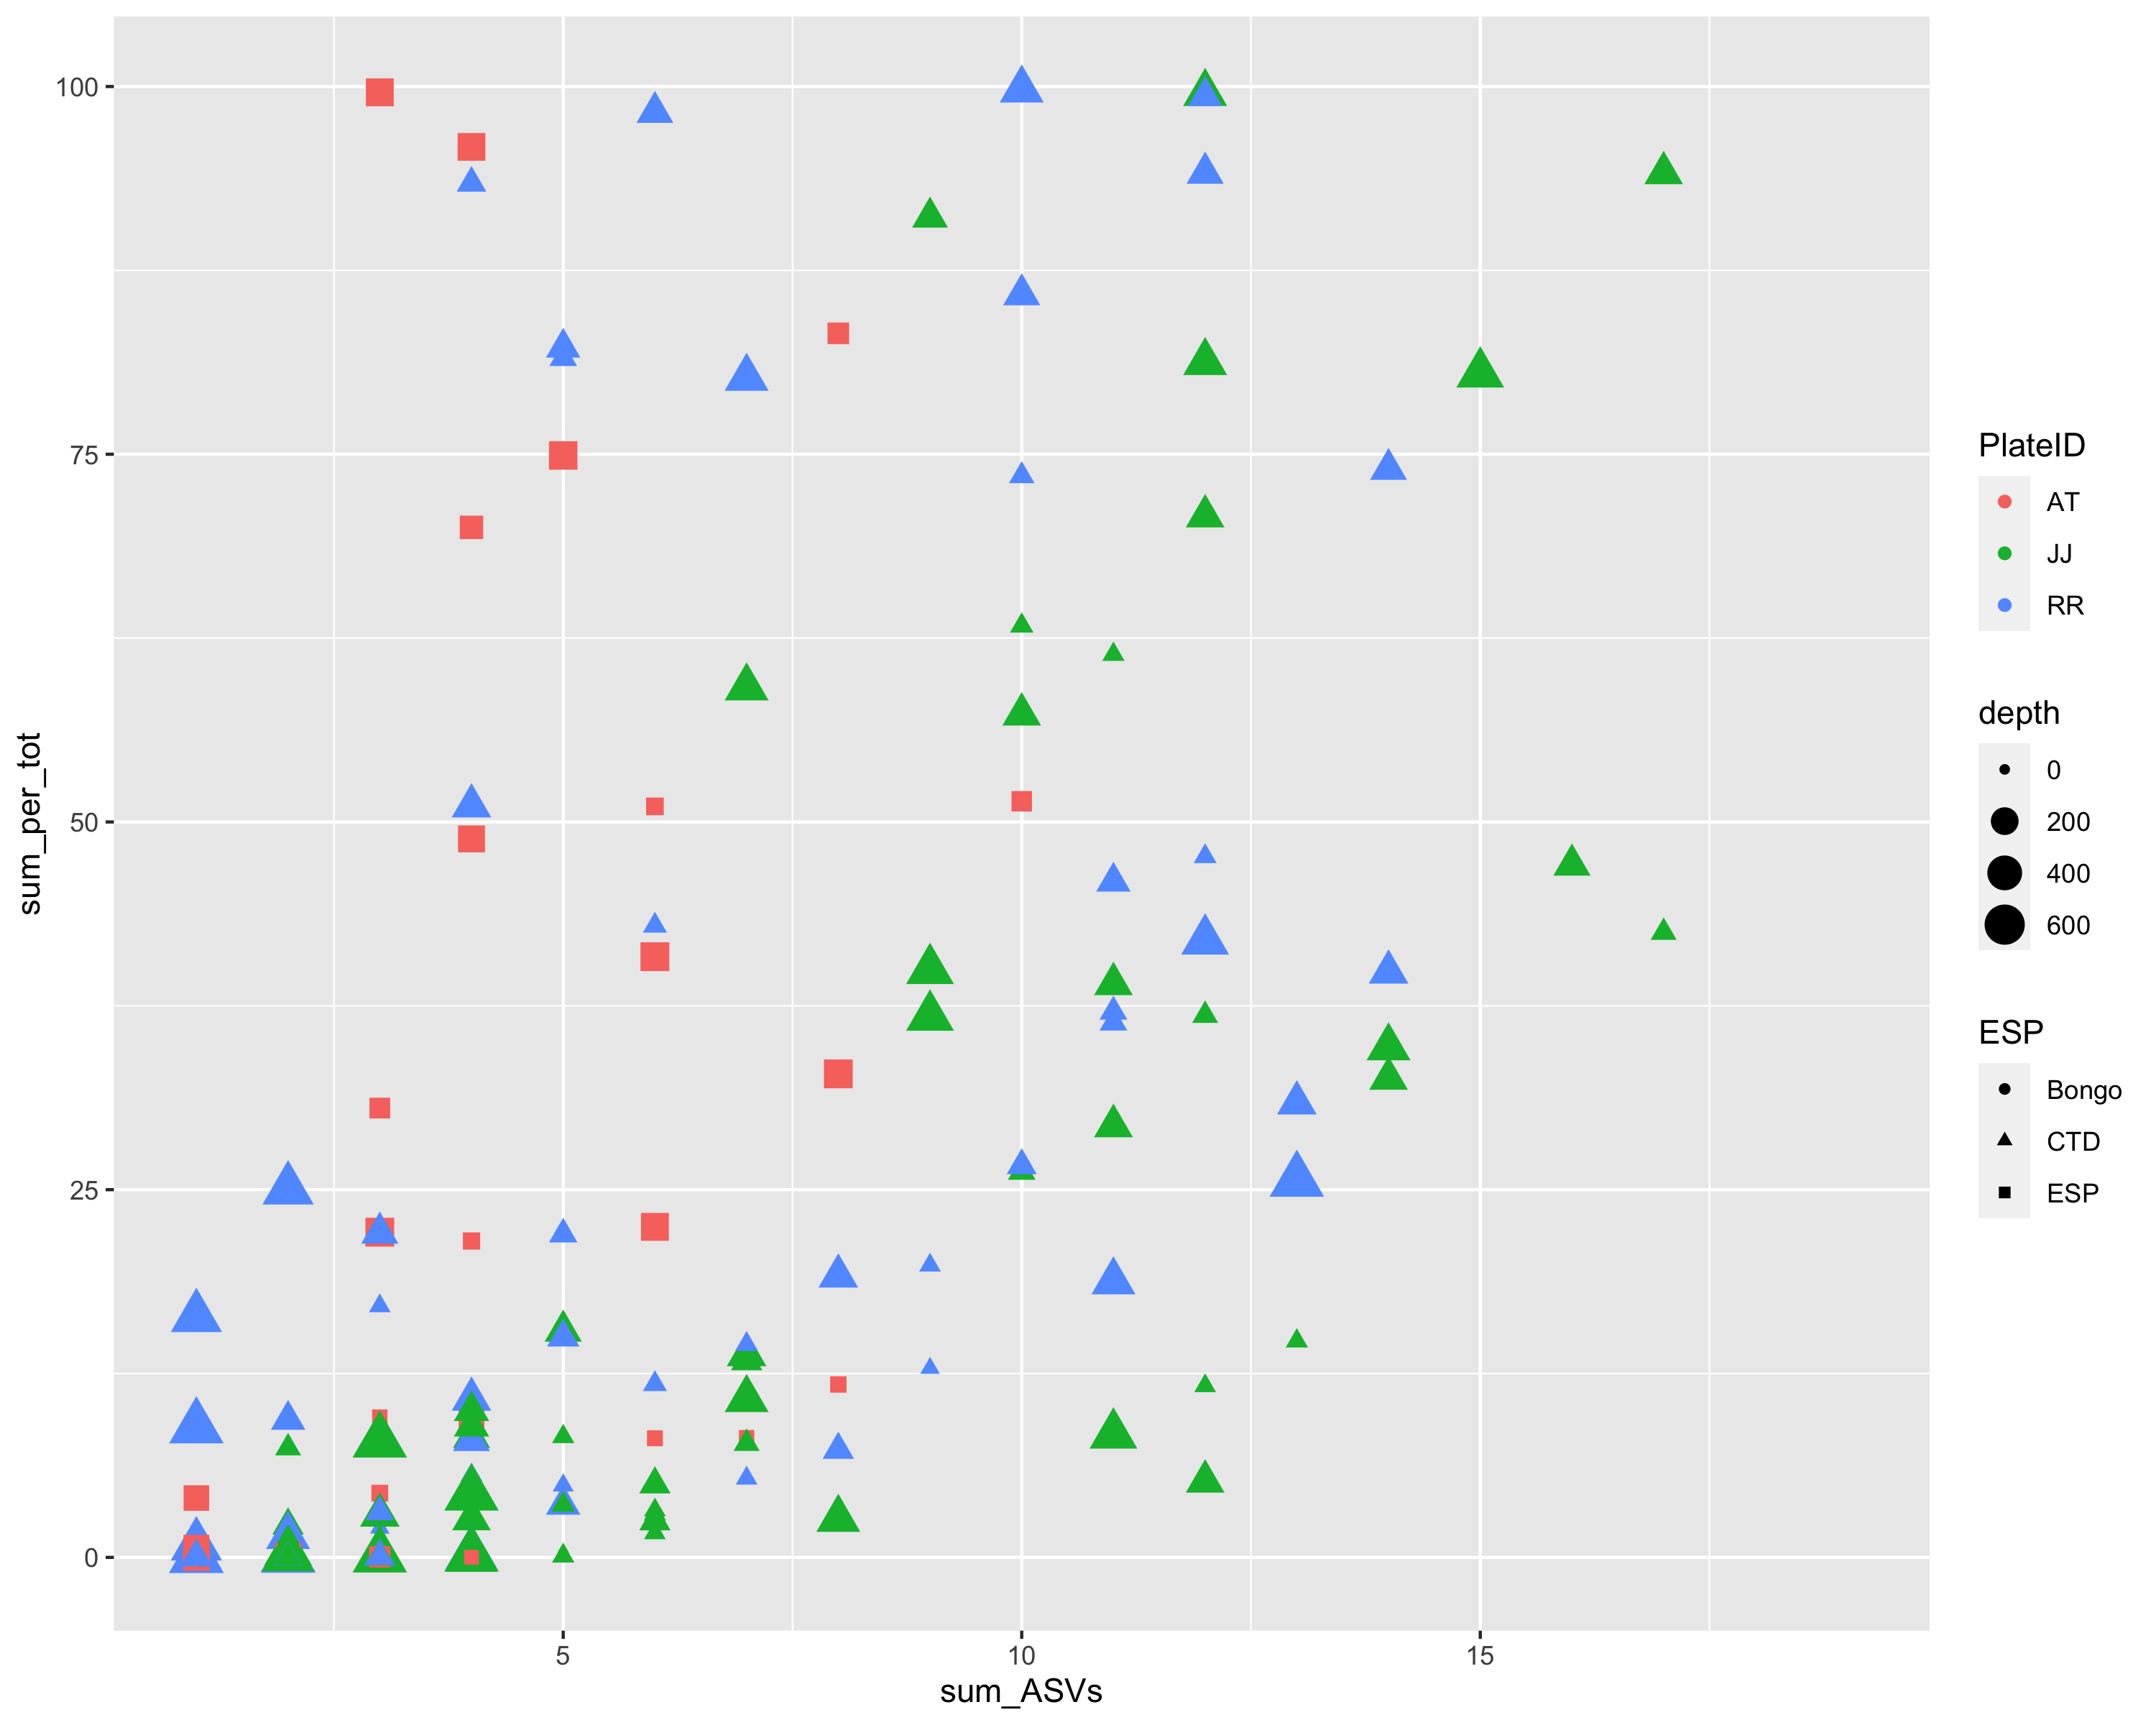 100
75
50
25
0
sum_per_tot
5
10
15
sum_ASVs
PlateID
AT
JJ
RR
depth
0
200
400
600
ESP
Bongo
CTD
ESP